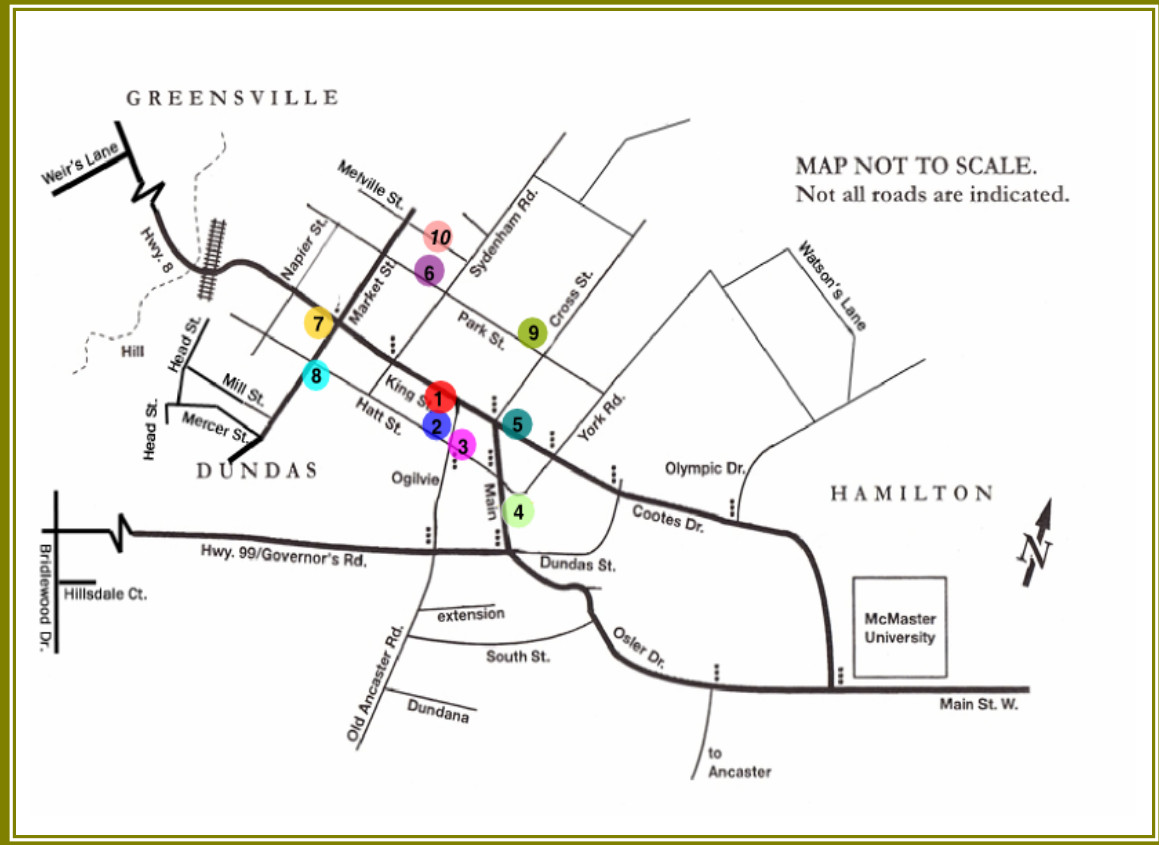 GREENSVILLE
MAP NOT TO SCALE.
Not all roads are indicated.
Weir's Lane
Melville St.
Hwy. 8
Napier St.
Market St.
Sydenham Rd.
Cross St.
Watson's Lane
10
6
7
Park St.
9
Hill
Head St.
Mill St.
8
King S
1
Hatt St.
2
3
5
York Rd.
Head St.
Mercer St.
DUNDAS
Ogilvie
Main
4
Olympic Dr.
HAMILTON
Cootes Dr.
N
Hwy. 99/Governor's Rd.
Dundas St.
Bridlewood Dr.
Hillsdale Ct.
extension
South St.
Osler Dr.
McMaster
University
Old Ancaster Rd.
Dundana
Main St. W.
to
Ancaster